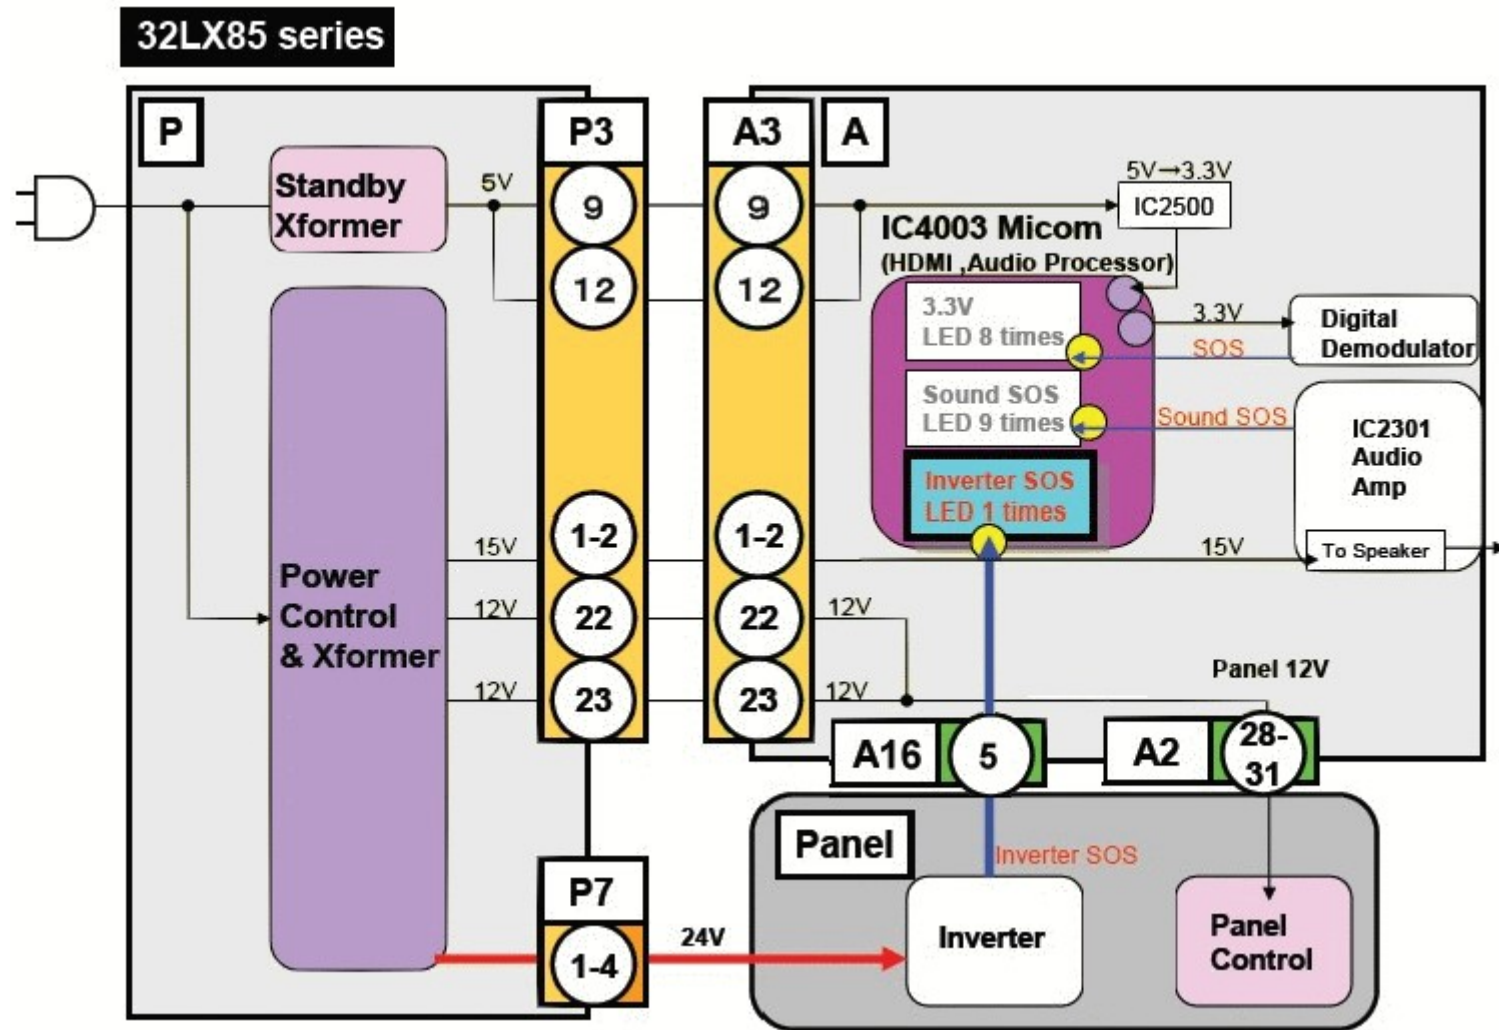 32LX85 series
P
P3
A3
A
Standby
Xformer
5V
9
9
5V→3.3V
IC2500
IC4003 Micom
(HDMI ,Audio Processor)
12
12
3.3V
LED 8 times
3.3V
SOS
Digital
Demodulator
Sound SOS
LED 9 times
Sound SOS
IC2301
Audio
Amp
Inverter SOS
LED 1 times
1-2
1-2
15V
15V
To Speaker
Power
Control
& Xformer
12V
22
22
12V
12V
23
23
12V
Panel 12V
A16
5
A2
28-
31
Panel
Inverter SOS
P7
1-4
24V
Inverter
Panel
Control